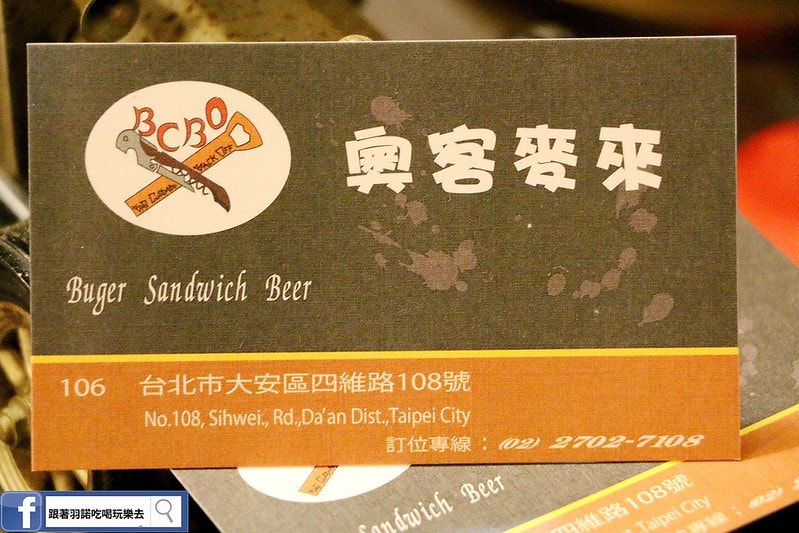 BCBO
BACK OFF
奧客麥來
Buger Sandwich Beer
106 台北市大安區四維路108號
No.108, Sihwei., Rd.,Da'an Dist.,Taipei City
訂位專線：(02) 2702-7108
Sandwich Beer
四維路108號
Taipei City
(02)
跟著羽諾吃喝玩樂去